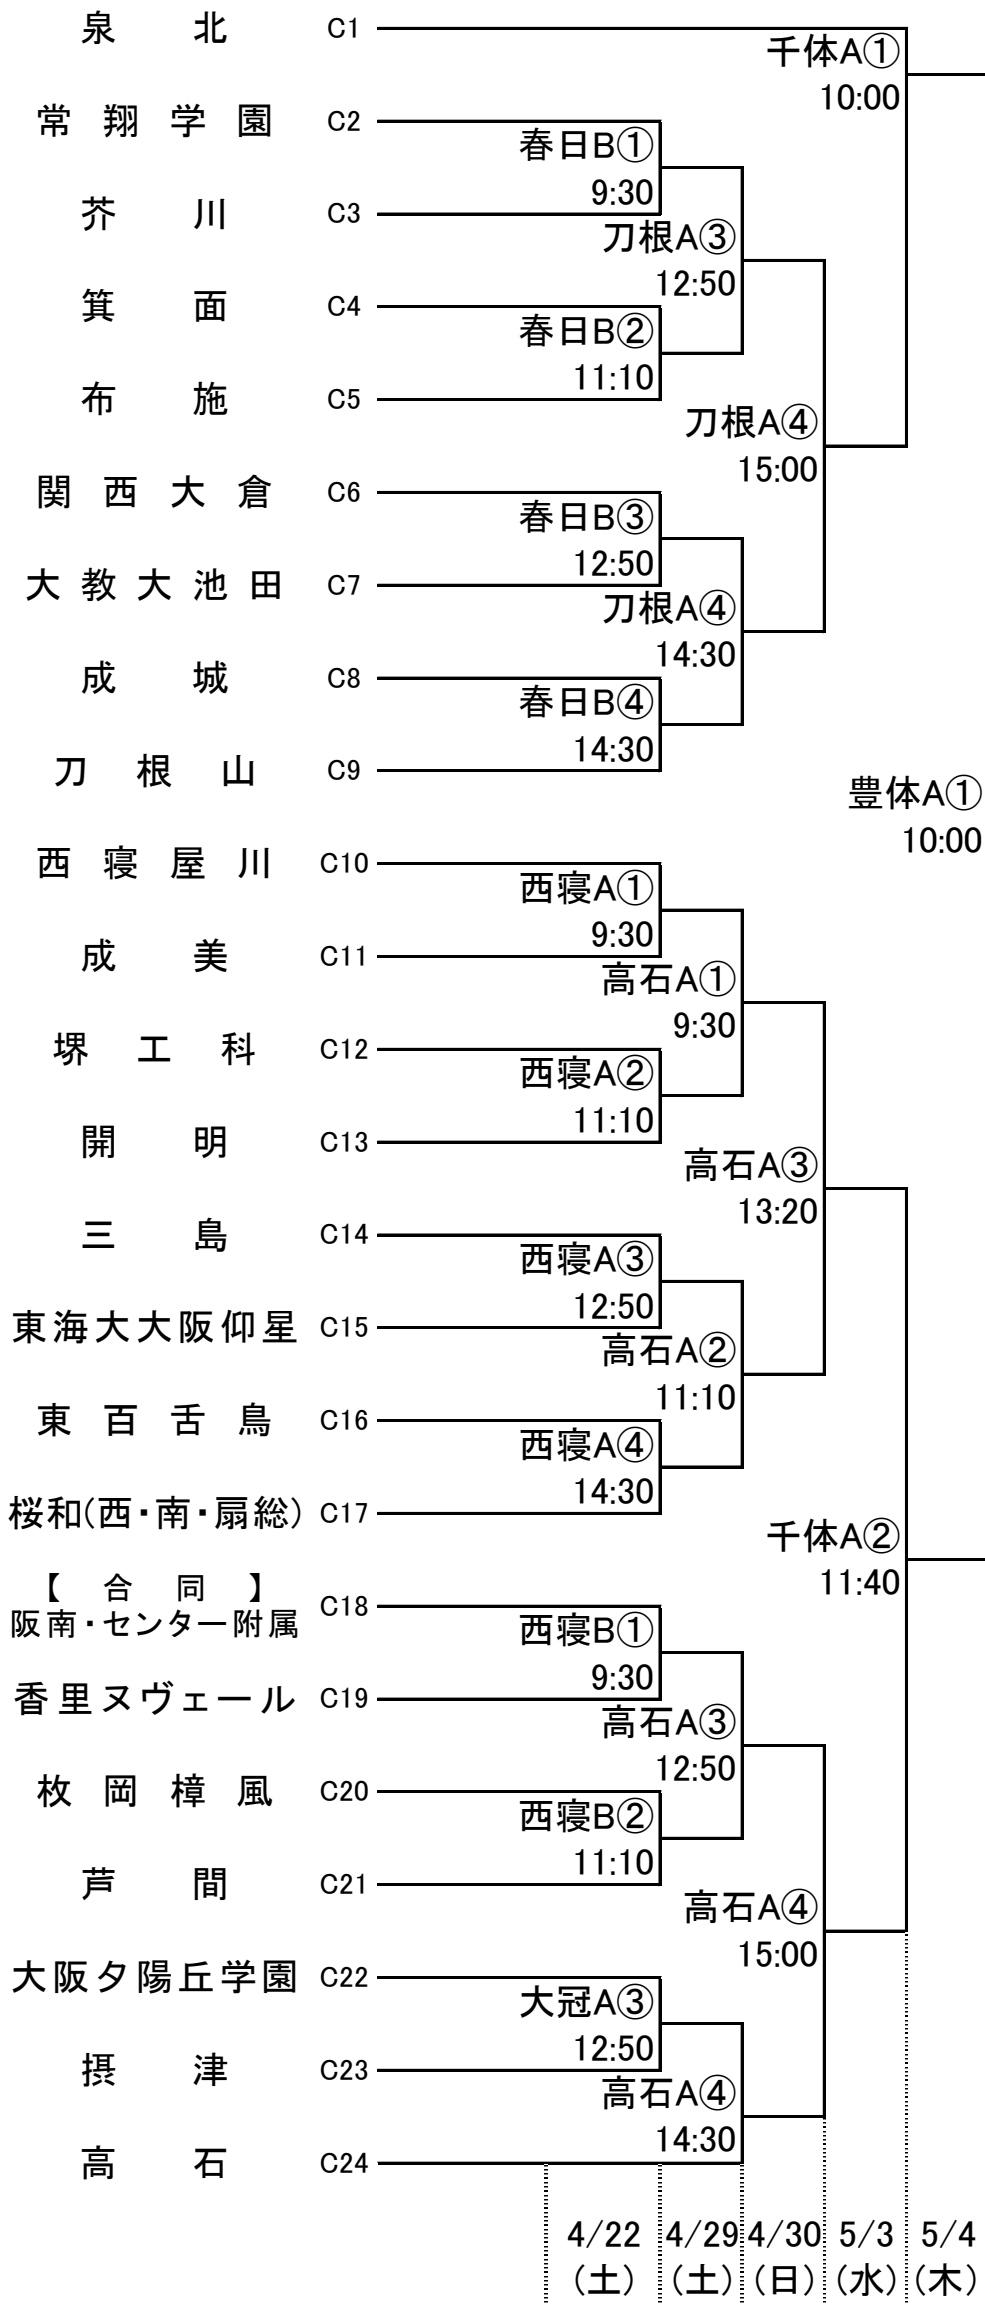 泉北 C1
千体A①
10:00
常翔学園 C2
春日B①
9:30
芥川 C3
刀根A③
12:50
箕面 C4
春日B②
11:10
布施 C5
刀根A④
15:00
関西大倉 C6
春日B③
12:50
大教大池田 C7
刀根A④
14:30
成城 C8
春日B④
14:30
刀根山 C9
豊体A①
10:00
西寝屋川 C10
西寝A①
9:30
成美 C11
高石A①
9:30
堺工科 C12
西寝A②
11:10
開明 C13
高石A③
13:20
三島 C14
西寝A③
12:50
東海大大阪仰星 C15
高石A②
11:10
東百舌鳥 C16
西寝A④
14:30
桜和(西・南・扇総) C17
千体A②
11:40
【合同】
阪南・センター附属 C18
西寝B①
9:30
香里ヌヴェール C19
高石A③
12:50
枚岡樟風 C20
西寝B②
11:10
芦間 C21
高石A④
15:00
大阪夕陽丘学園 C22
大冠A③
12:50
摂津 C23
高石A④
14:30
高石 C24
4/22 4/29 4/30 5/3 5/4
(土) (土) (日) (水) (木)